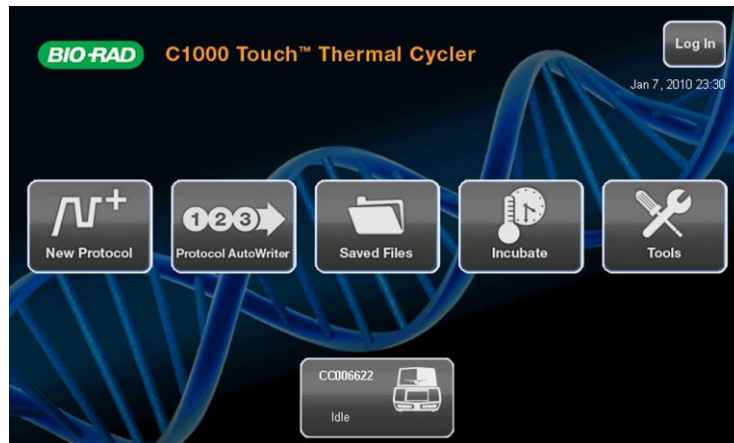 BIO-RAD C1000 Touch™ Thermal Cycler
Log In
Jan 7, 2010 23:30
New Protocol
123
Protocol AutoWriter
Saved Files
Incubate
Tools
CC006622
Idle